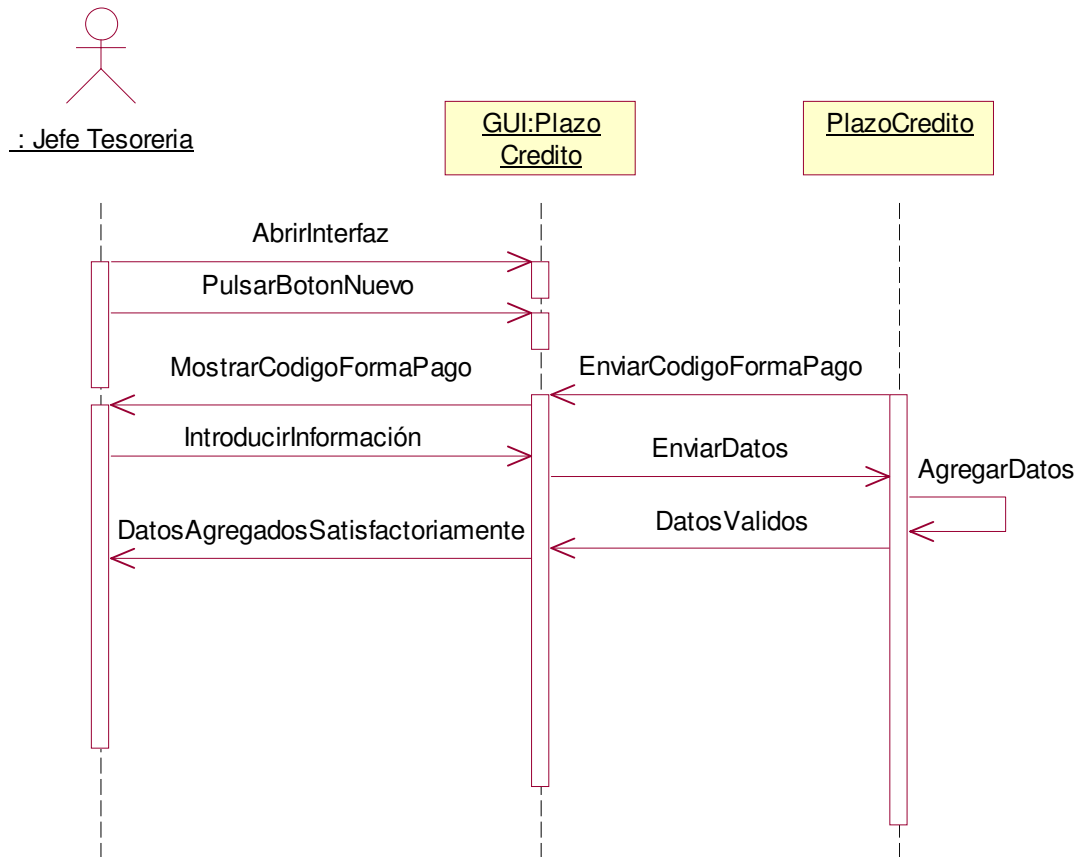 : Jefe Tesoreria
GUI:Plazo
Credito
PlazoCredito
AbrirInterfaz
PulsarBotonNuevo
MostrarCodigoFormaPago
EnviarCodigoFormaPago
IntroducirInformación
EnviarDatos
AgregarDatos
DatosAgregadosSatisfactoriamente
DatosValidos